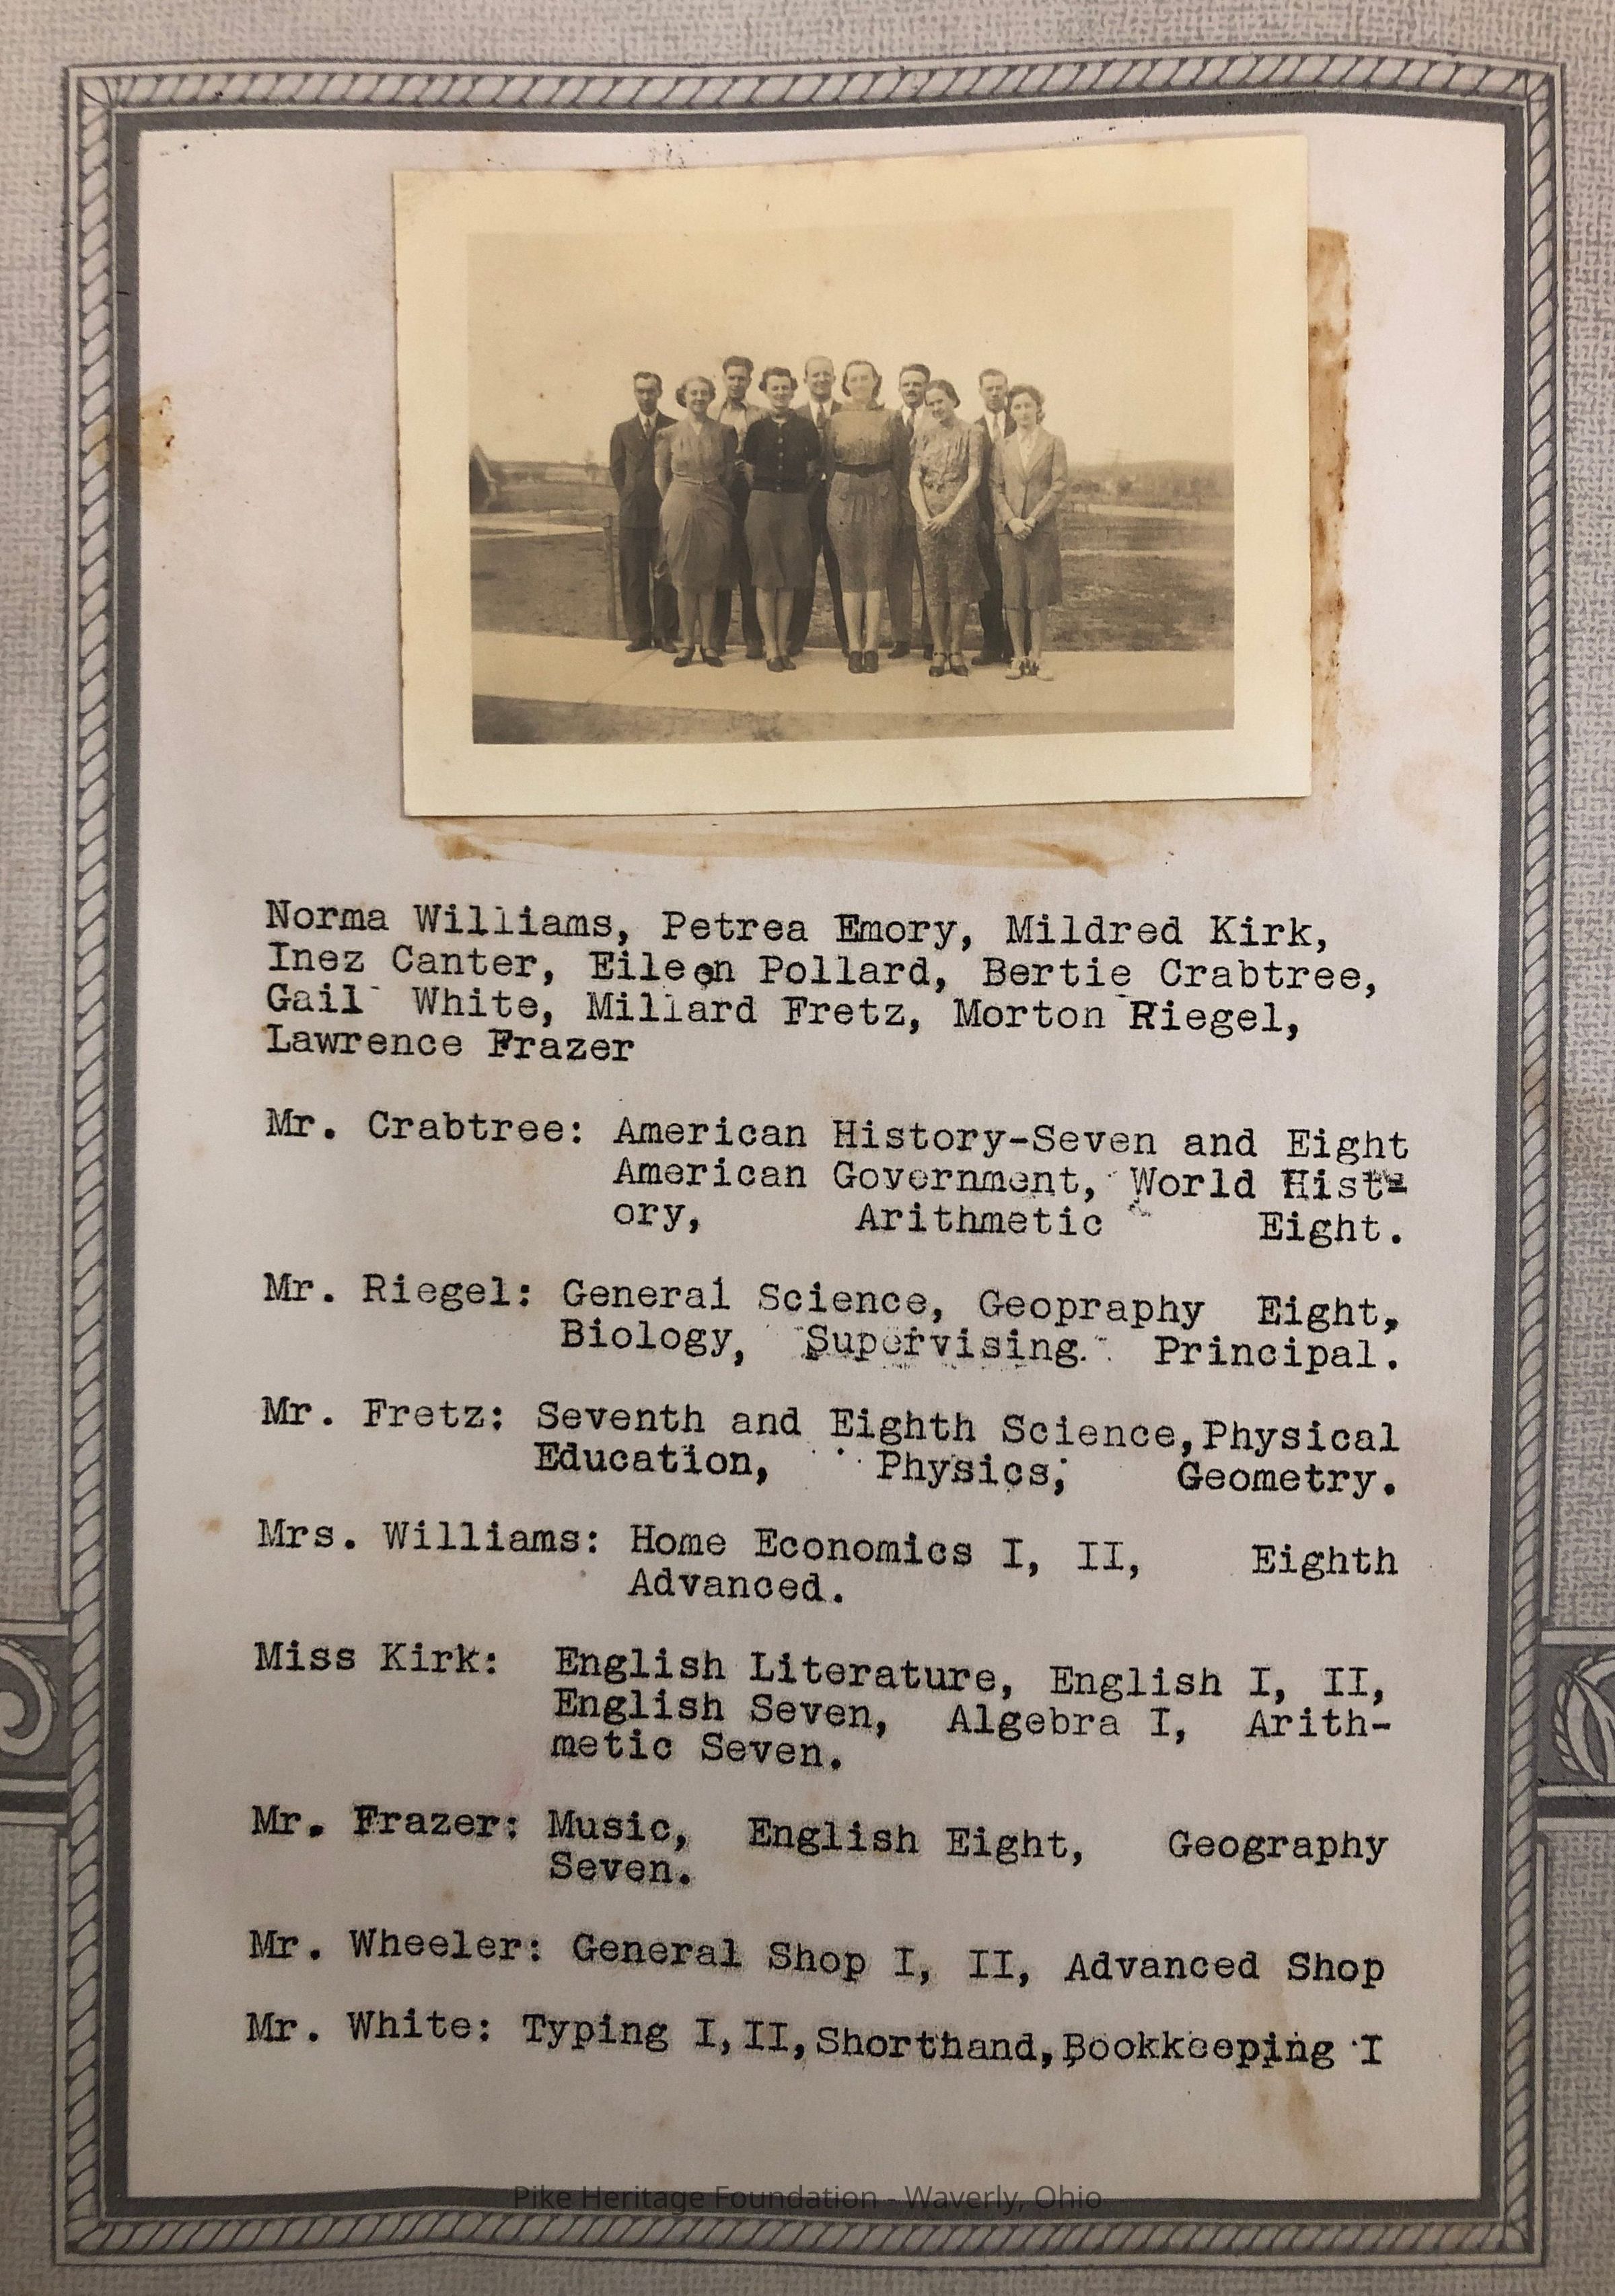 Norma Williams, Petrea Emory, Mildred Kirk,
Inez Canter, Eileen Pollard, Bertie Crabtree,
Gail White, Millard Fretz, Morton Riegel,
Lawrence Frazer
Mr. Crabtree: American History-Seven and Eight
American Government, World Hist-
ory, Arithmetic Eight.
Mr. Riegel: General Science, Geopraphy Eight,
Biology, Supervising Principal.
Mr. Fretz: Seventh and Eighth Science,Physical
Education, Physics, Geometry.
Mrs. Williams: Home Economics I, II, Eighth
Advanced.
Miss Kirk: English Literature, English I, II,
English Seven, Algebra I, Arith-
metic Seven.
Mr. Frazer: Music, English Eight, Geography
Seven.
Mr. Wheeler: General Shop I, II, Advanced Shop
Mr. White: Typing I,II,Shorthand,Bookkeeping I
Pike Heritage Foundation - Waverly, Ohio